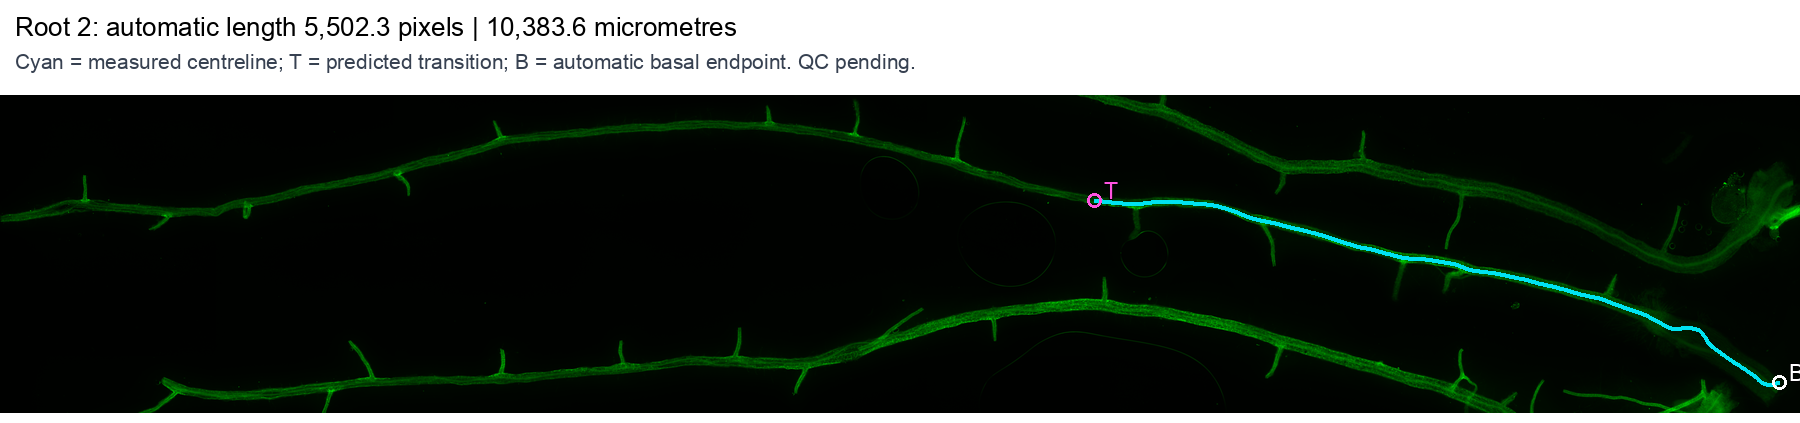 Root 2: automatic length 5,502.3 pixels | 10,383.6 micrometres
Cyan = measured centreline; T = predicted transition; B = automatic basal endpoint. QC pending.
T
B